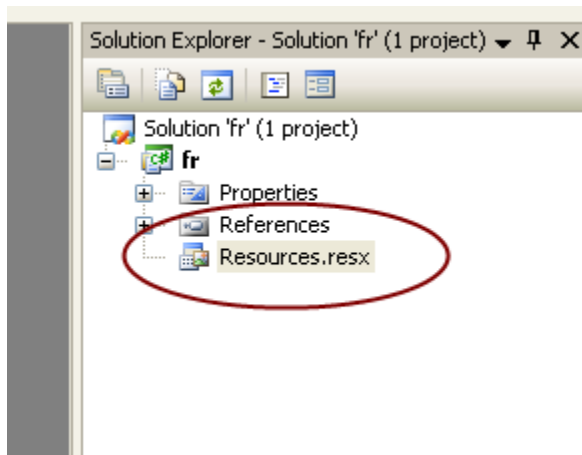 Solution Explorer - Solution 'fr' (1 project)
Solution 'fr' (1 project)
fr
Properties
References
Resources.resx